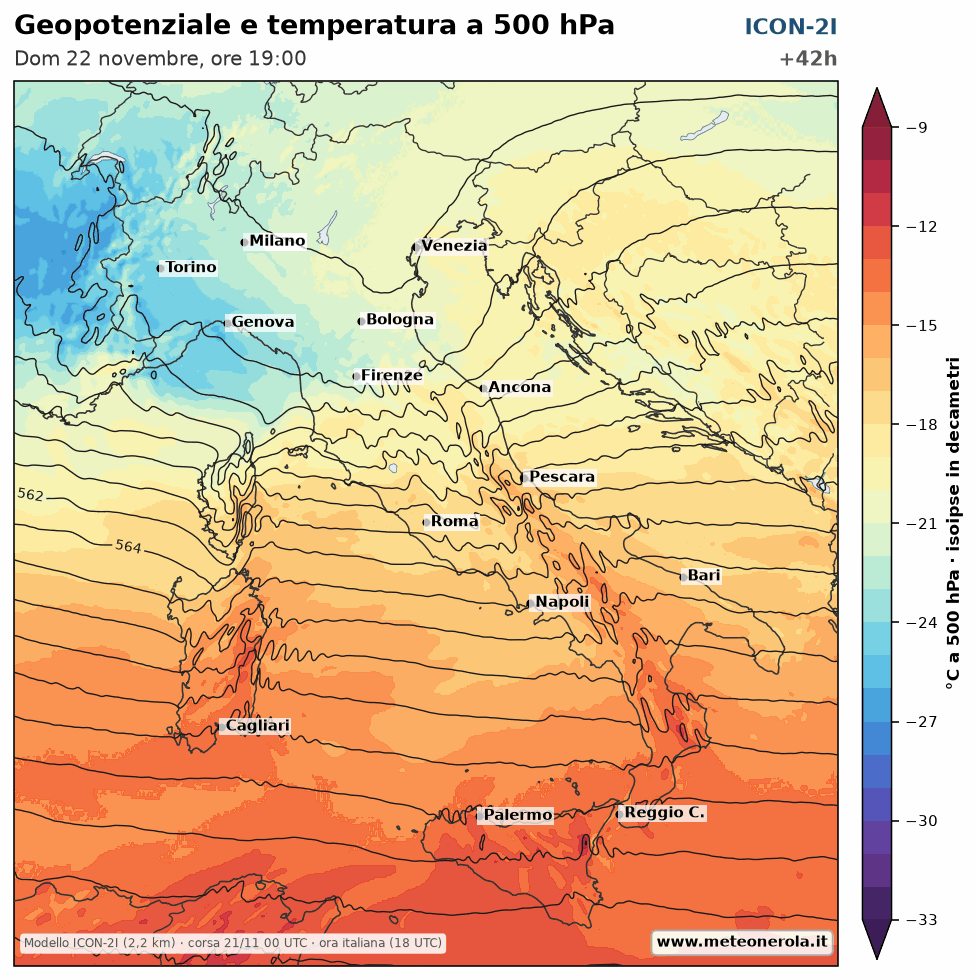 Geopotenziale e temperatura a 500 hPa
ICON-2I
Dom 22 novembre, ore 19:00
+42h
Milano
Venezia
Torino
Genova
Bologna
Firenze
Ancona
Pescara
562
Roma
564
Bari
Napoli
Cagliari
Palermo
Reggio C.
−9
−12
−15
−18
−21
−24
−27
−30
−33
°C a 500 hPa · isoipse in decametri
Modello ICON-2I (2,2 km) · corsa 21/11 00 UTC · ora italiana (18 UTC)
www.meteonerola.it